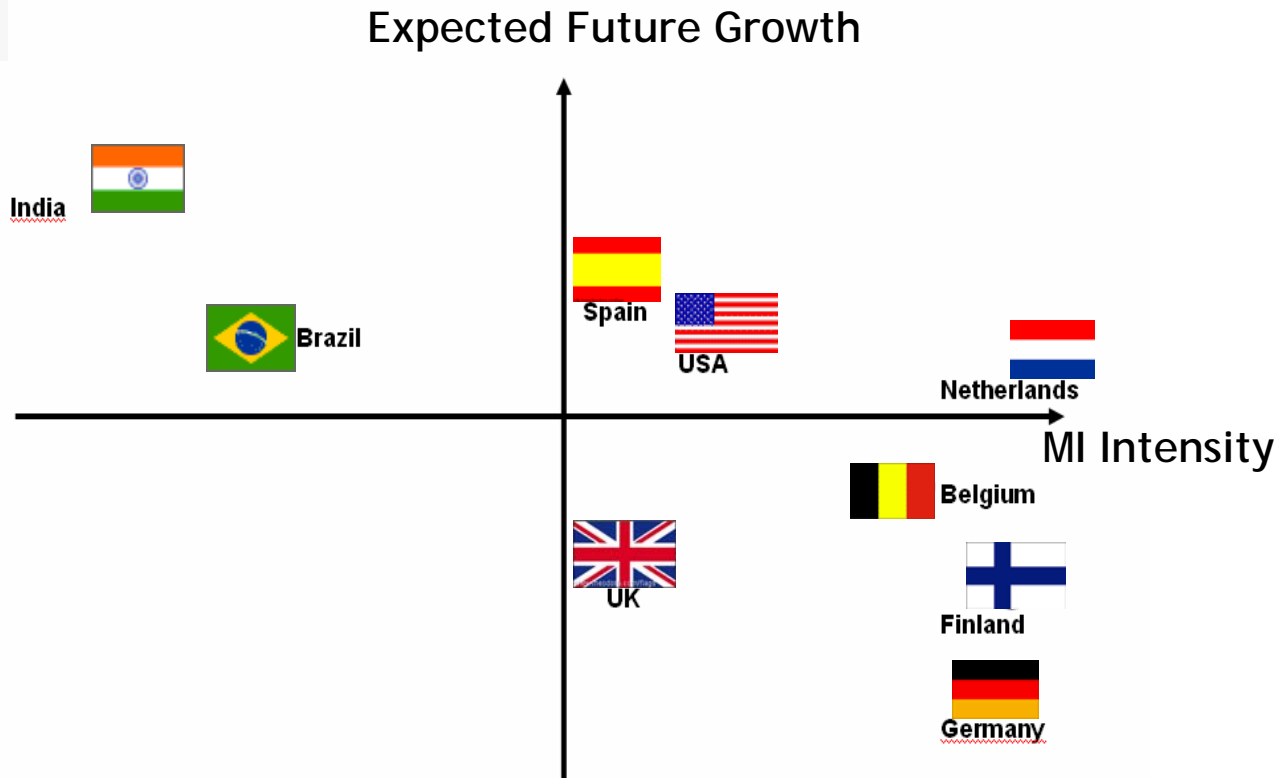 Expected Future Growth
India
Spain
Brazil
USA
Netherlands
MI Intensity
Belgium
UK
Finland
Germany